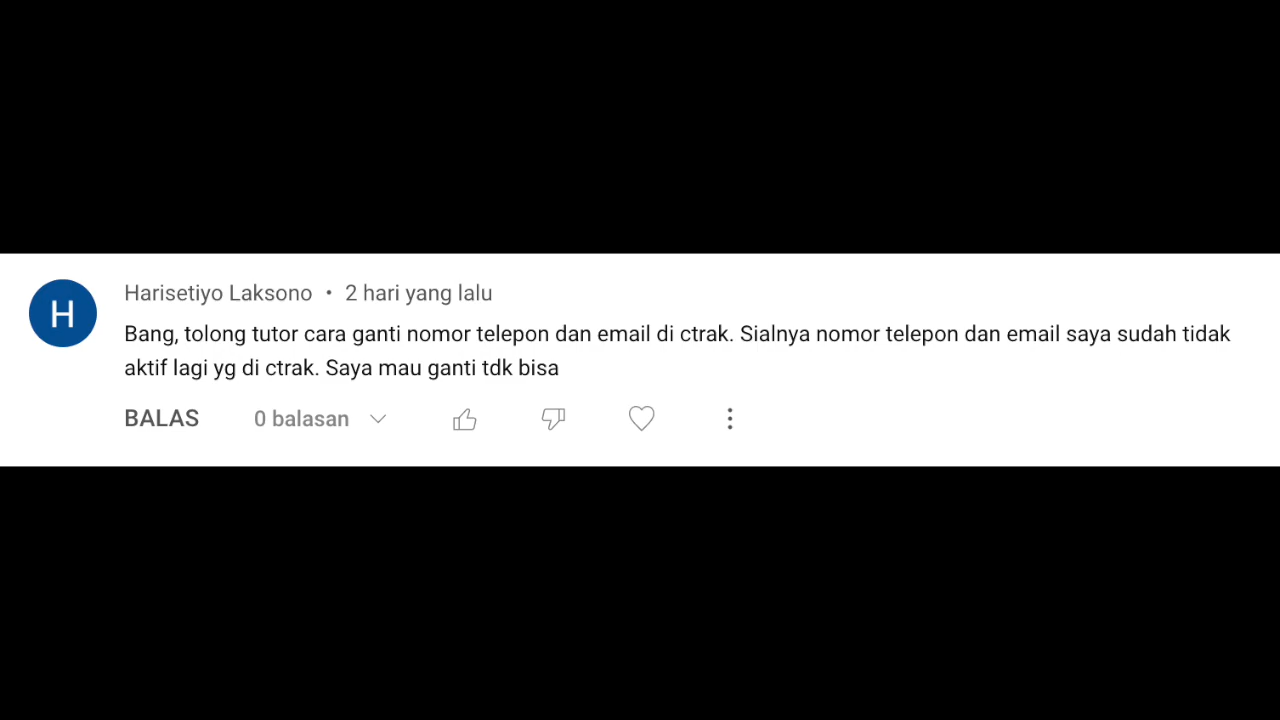 H
Harisetiyo Laksono • 2 hari yang lalu
Bang, tolong tutor cara ganti nomor telepon dan email di ctrak. Sialnya nomor telepon dan email saya sudah tidak
aktif lagi yg di ctrak. Saya mau ganti tdk bisa
BALAS 0 balasan